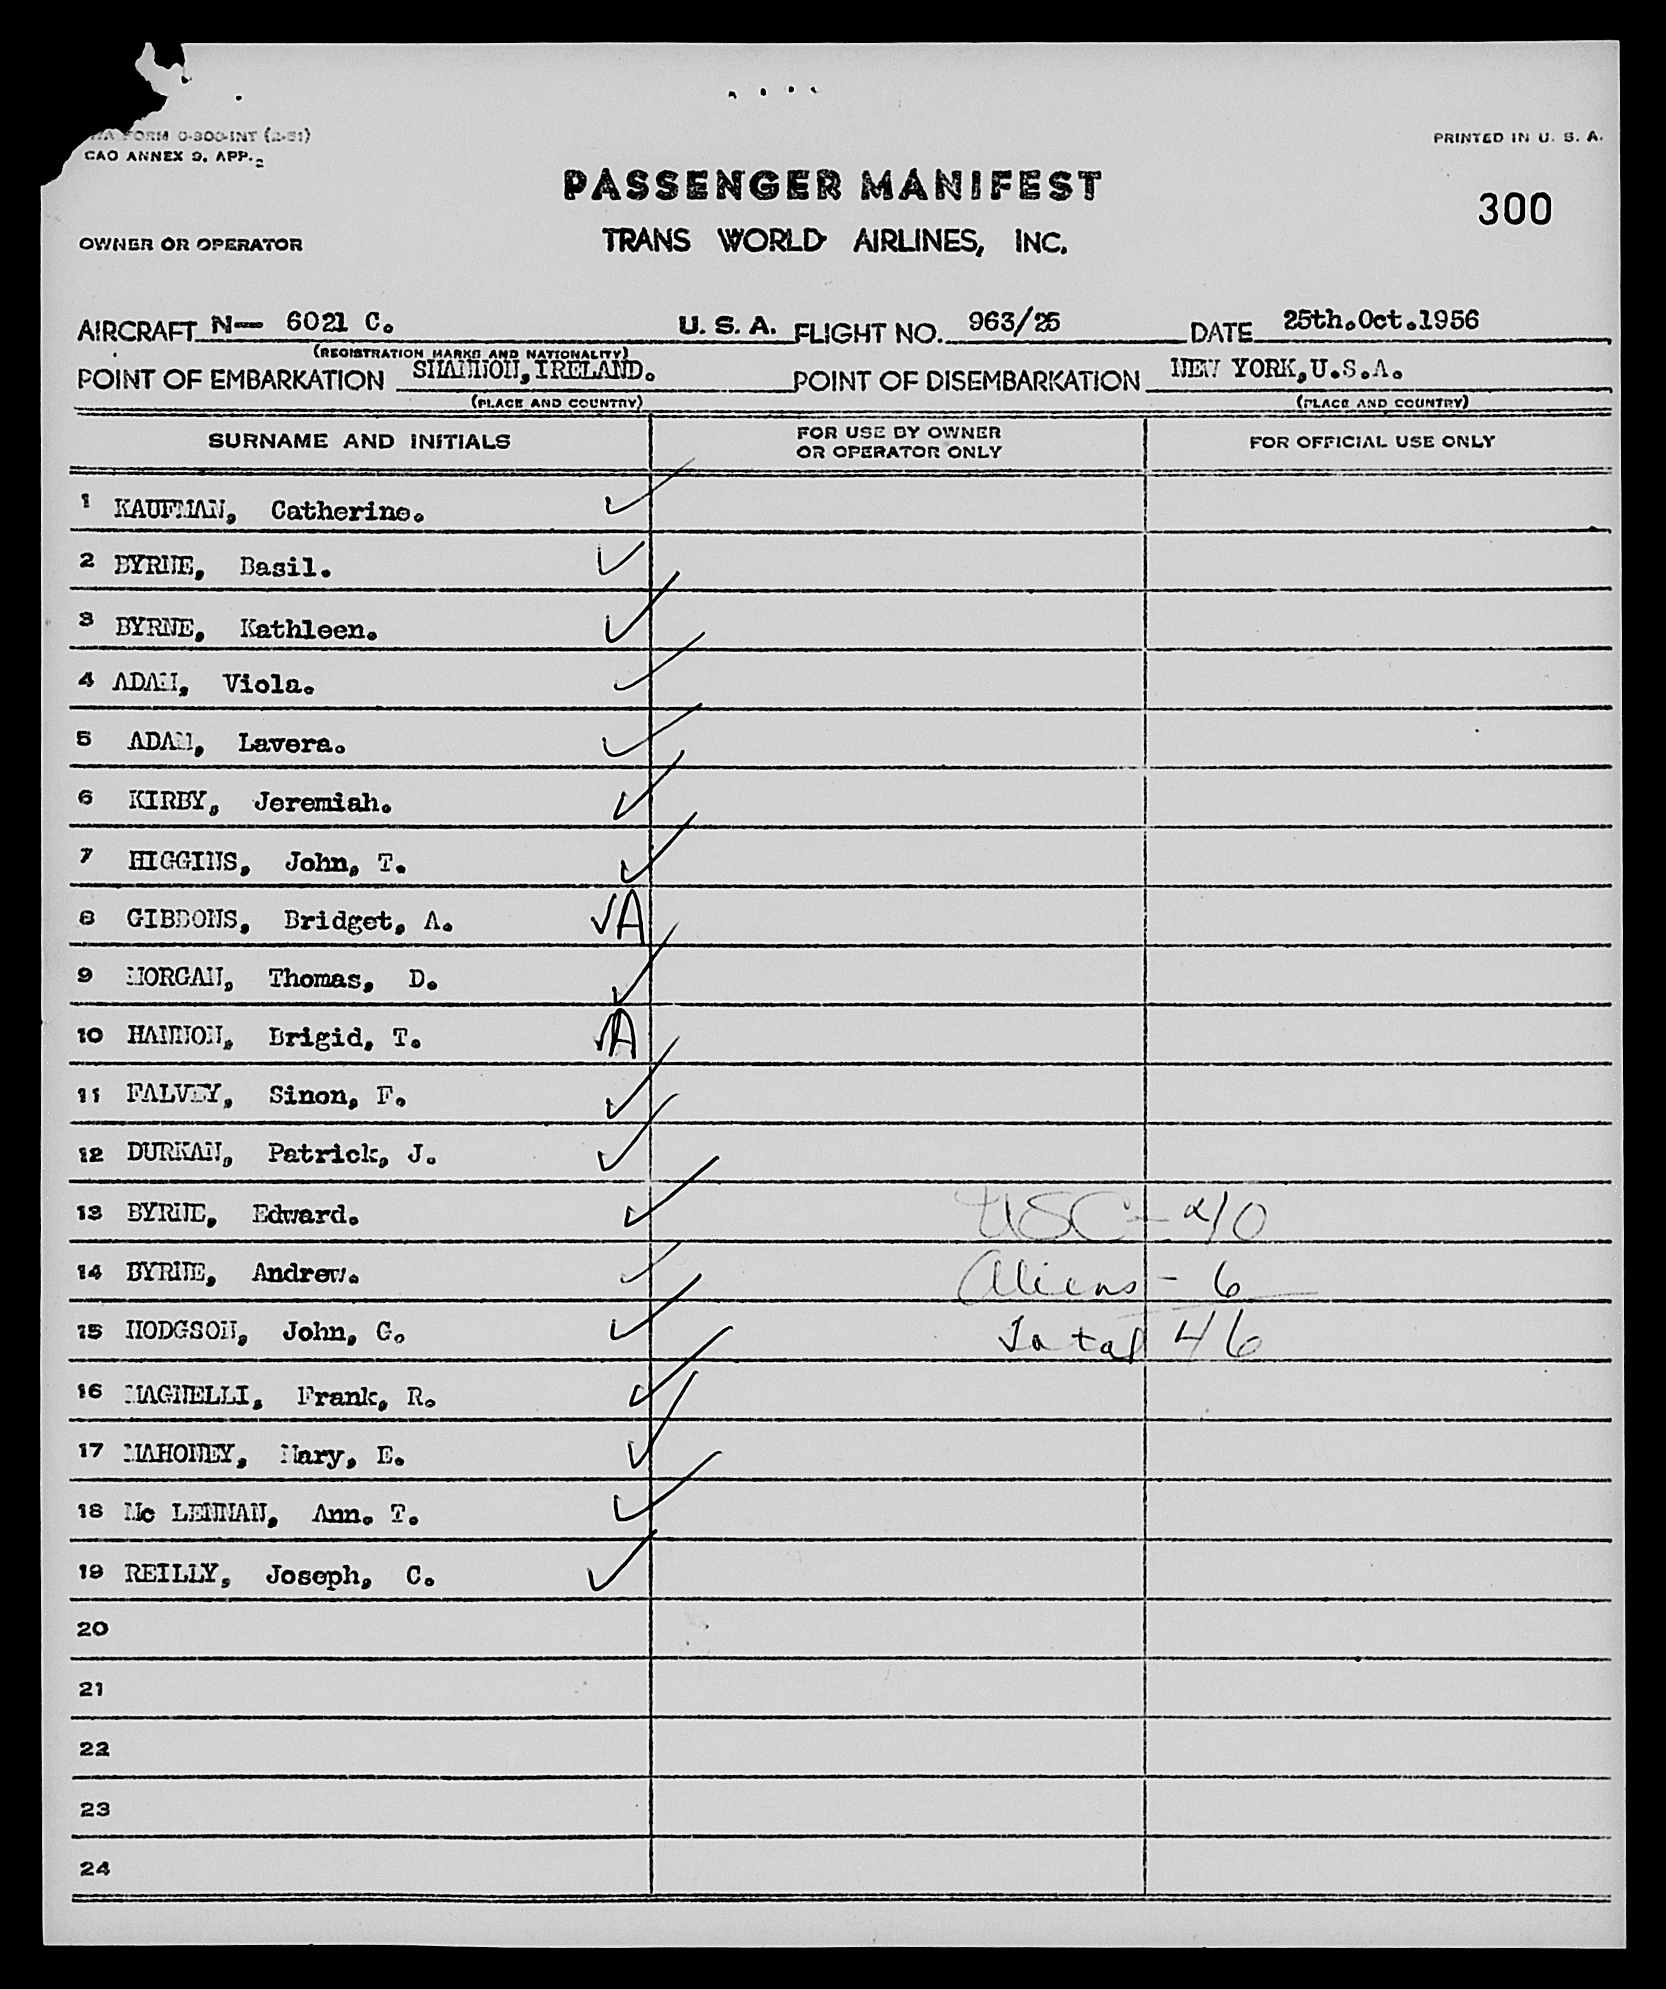 FORM 0-300-INT (2-51)
CAO ANNEX 9, APP. 2
PRINTED IN U. S. A.
PASSENGER MANIFEST
300
OWNER OR OPERATOR
TRANS WORLD AIRLINES, INC.
AIRCRAFT N— 6021 C. U. S. A. FLIGHT NO. 963/25 DATE 25th.Oct.1956
(REGISTRATION MARKS AND NATIONALITY)
POINT OF EMBARKATION SHANNON,IRELAND. POINT OF DISEMBARKATION NEW YORK,U.S.A.
(PLACE AND COUNTRY) (PLACE AND COUNTRY)
SURNAME AND INITIALS FOR USE BY OWNER OR OPERATOR ONLY FOR OFFICIAL USE ONLY
1 KAUFMAN, Catherine. ✓
2 BYRNE, Basil. ✓
3 BYRNE, Kathleen. ✓
4 ADAM, Viola. ✓
5 ADAM, Lavera. ✓
6 KIRBY, Jeremiah. ✓
7 HIGGINS, John, T. ✓
8 GIBBONS, Bridget, A. ✓A
9 MORGAN, Thomas, D. ✓
10 HANNON, Brigid, T. ✓A
11 FALVEY, Sinon, F. ✓
12 DURKAN, Patrick, J. ✓
13 BYRNE, Edward. ✓ USC - 40
14 BYRNE, Andrew. ✓ Aliens - 6
15 HODGSON, John, G. ✓ Total 46
16 MAGNELLI, Frank, R. ✓
17 MAHONEY, Mary, E. ✓
18 Mc LENNAN, Ann. T. ✓
19 REILLY, Joseph, C. ✓
20
21
22
23
24